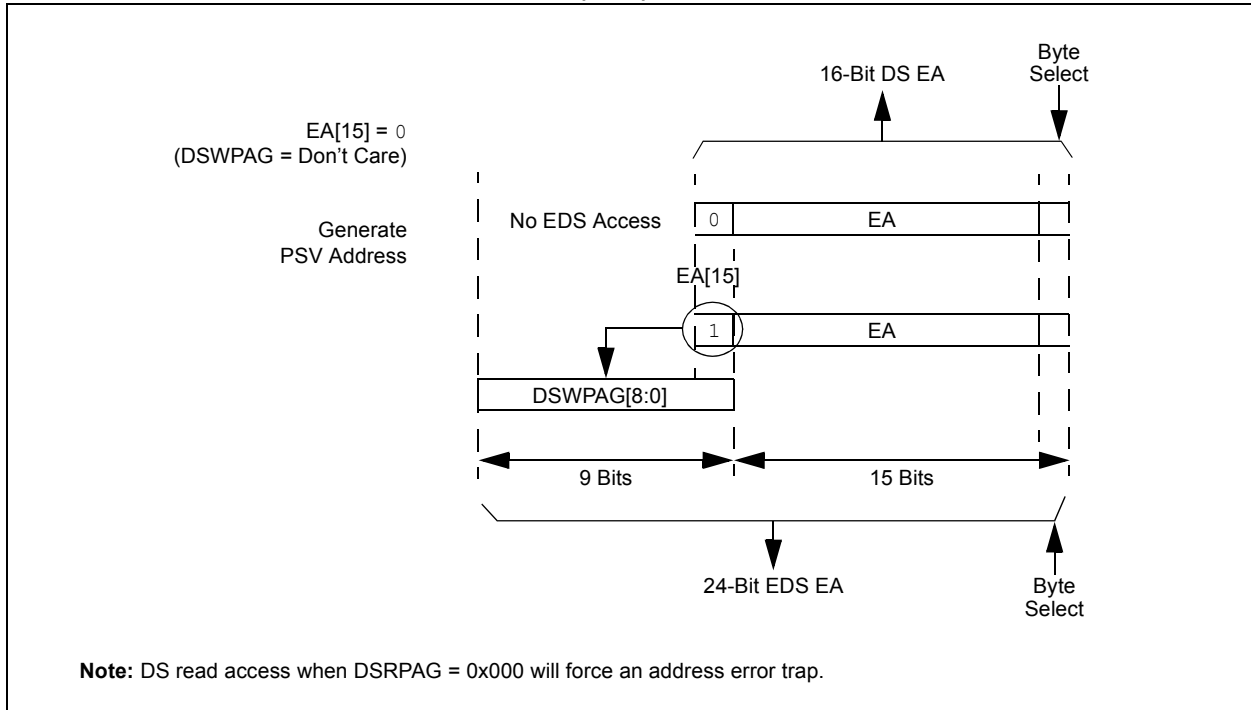 16-Bit DS EA
Byte
Select
EA[15] = 0
(DSWPAG = Don't Care)
Generate
PSV Address
No EDS Access
0
EA
EA[15]
1
EA
DSWPAG[8:0]
9 Bits
15 Bits
24-Bit EDS EA
Byte
Select
Note: DS read access when DSRPAG = 0x000 will force an address error trap.